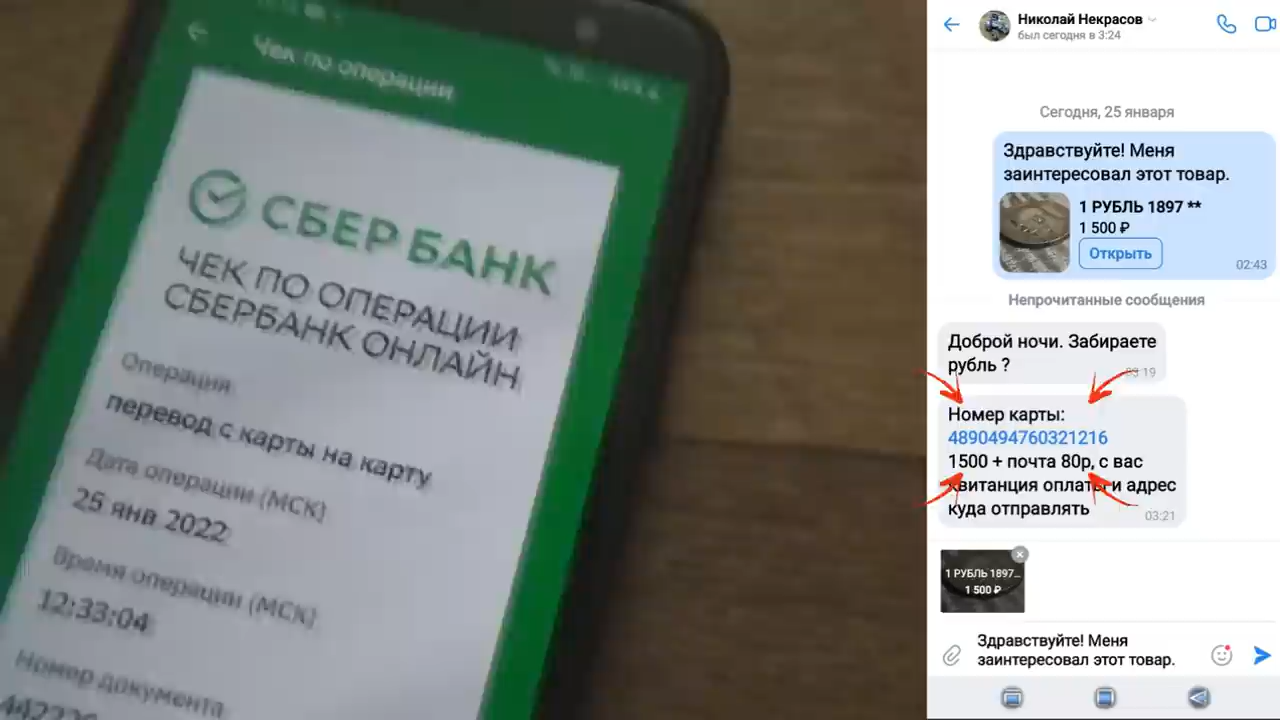 Чек по операции
СБЕР БАНК
ЧЕК ПО ОПЕРАЦИИ
СБЕРБАНК ОНЛАЙН
Операция
перевод с карты на карту
Дата операции (МСК)
25 янв 2022
Время операции (МСК)
12:33:04
Номер документа
Николай Некрасов
был сегодня в 3:24
Сегодня, 25 января
Здравствуйте! Меня
заинтересовал этот товар.
1 РУБЛЬ 1897 **
1 500 ₽
Открыть
02:43
Непрочитанные сообщения
Доброй ночи. Забираете
рубль ?
03:19
Номер карты:
4890494760321216
1500 + почта 80р, с вас
квитанция оплаты и адрес
куда отправлять
03:21
1 РУБЛЬ 1897...
1 500 ₽
Здравствуйте! Меня
заинтересовал этот товар.